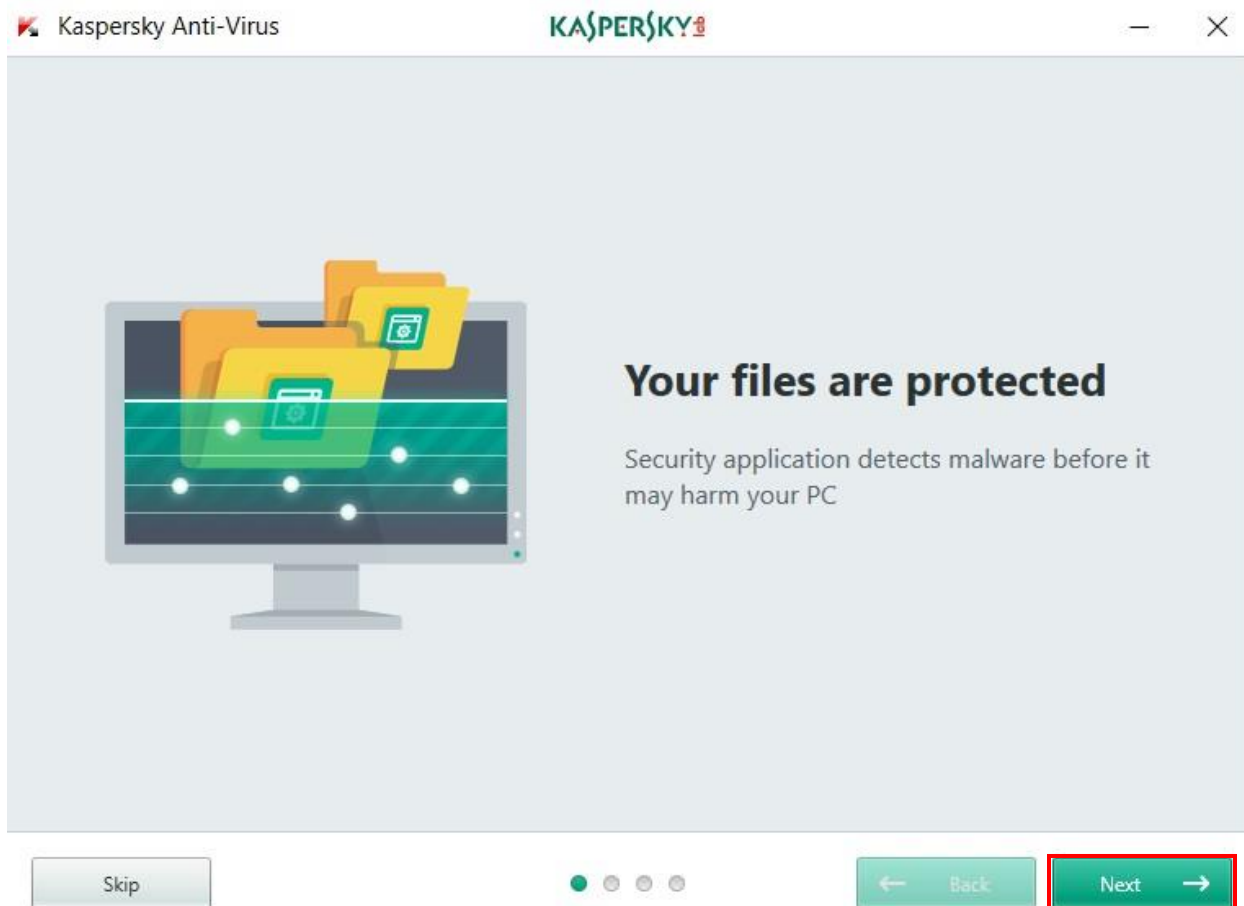 Kaspersky Anti-Virus
KASPERSKY lab
Your files are protected
Security application detects malware before it
may harm your PC
Skip
Back
Next